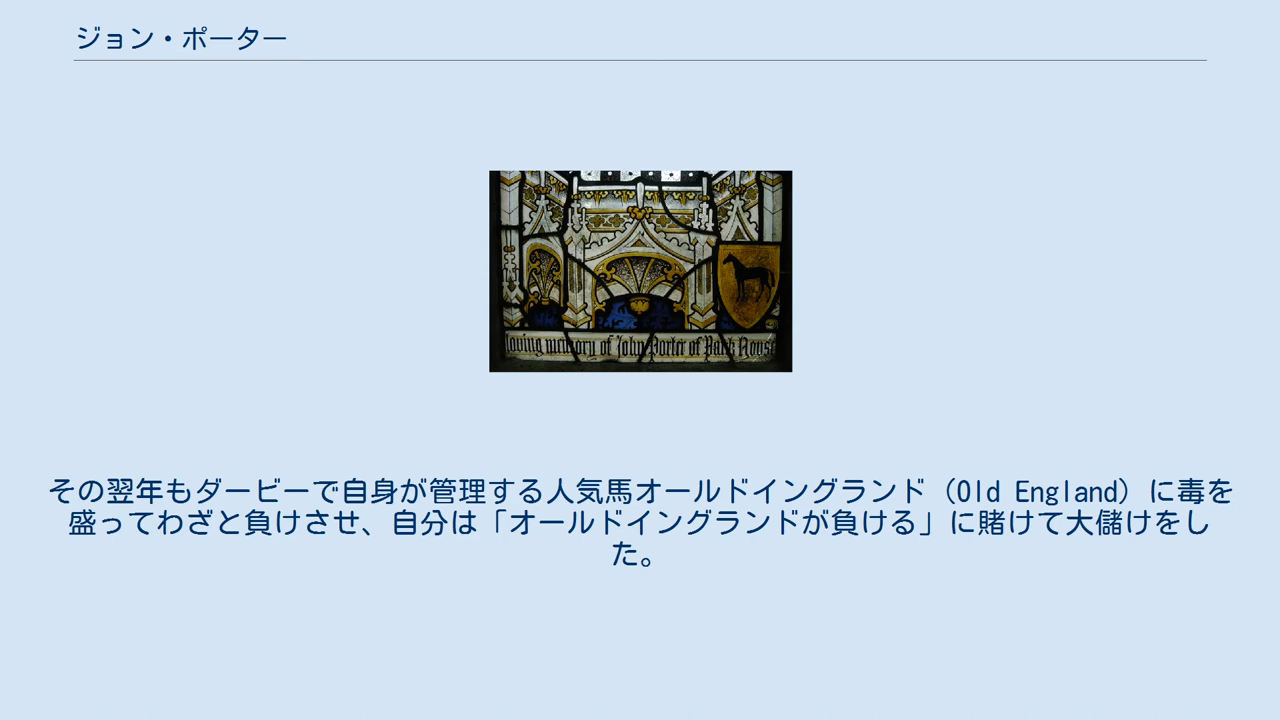 ジョン・ポーター
loving memory of John Porter of Park House
その翌年もダービーで自身が管理する人気馬オールドイングランド（Old England）に毒を
盛ってわざと負けさせ、自分は「オールドイングランドが負ける」に賭けて大儲けをし
た。